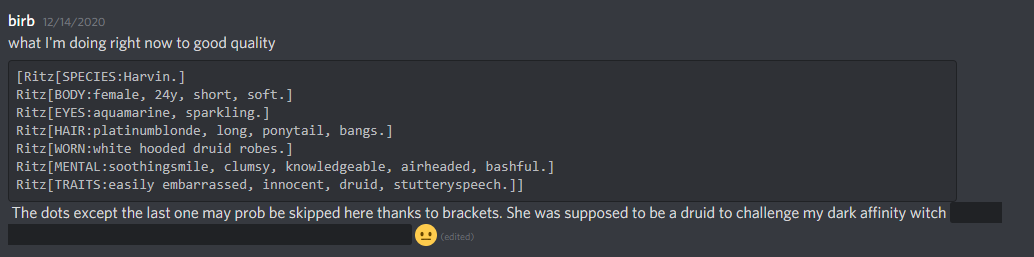 birb 12/14/2020
what I'm doing right now to good quality
[Ritz[SPECIES:Harvin.]
Ritz[BODY:female, 24y, short, soft.]
Ritz[EYES:aquamarine, sparkling.]
Ritz[HAIR:platinumblonde, long, ponytail, bangs.]
Ritz[WORN:white hooded druid robes.]
Ritz[MENTAL:soothingsmile, clumsy, knowledgeable, airheaded, bashful.]
Ritz[TRAITS:easily embarrassed, innocent, druid, stutteryspeech.]]
The dots except the last one may prob be skipped here thanks to brackets. She was supposed to be a druid to challenge my dark affinity witch
(edited)